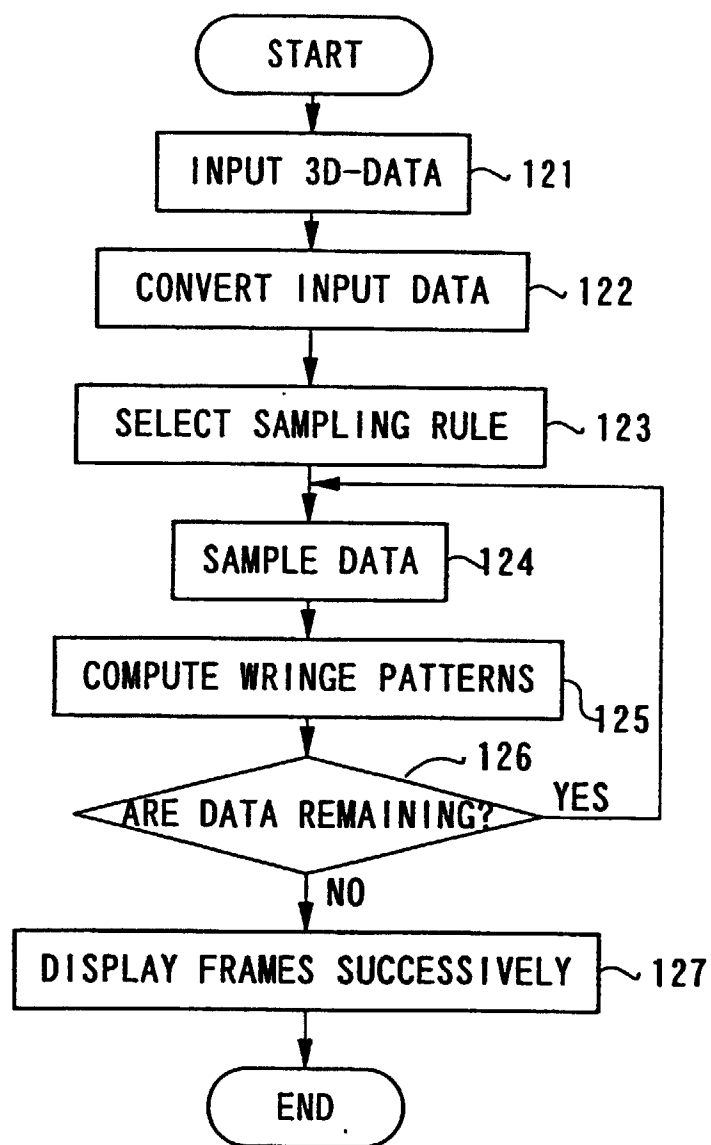 START
INPUT 3D-DATA 121
CONVERT INPUT DATA 122
SELECT SAMPLING RULE 123
SAMPLE DATA 124
COMPUTE WRINGE PATTERNS 125
126
ARE DATA REMAINING? YES
NO
DISPLAY FRAMES SUCCESSIVELY 127
END